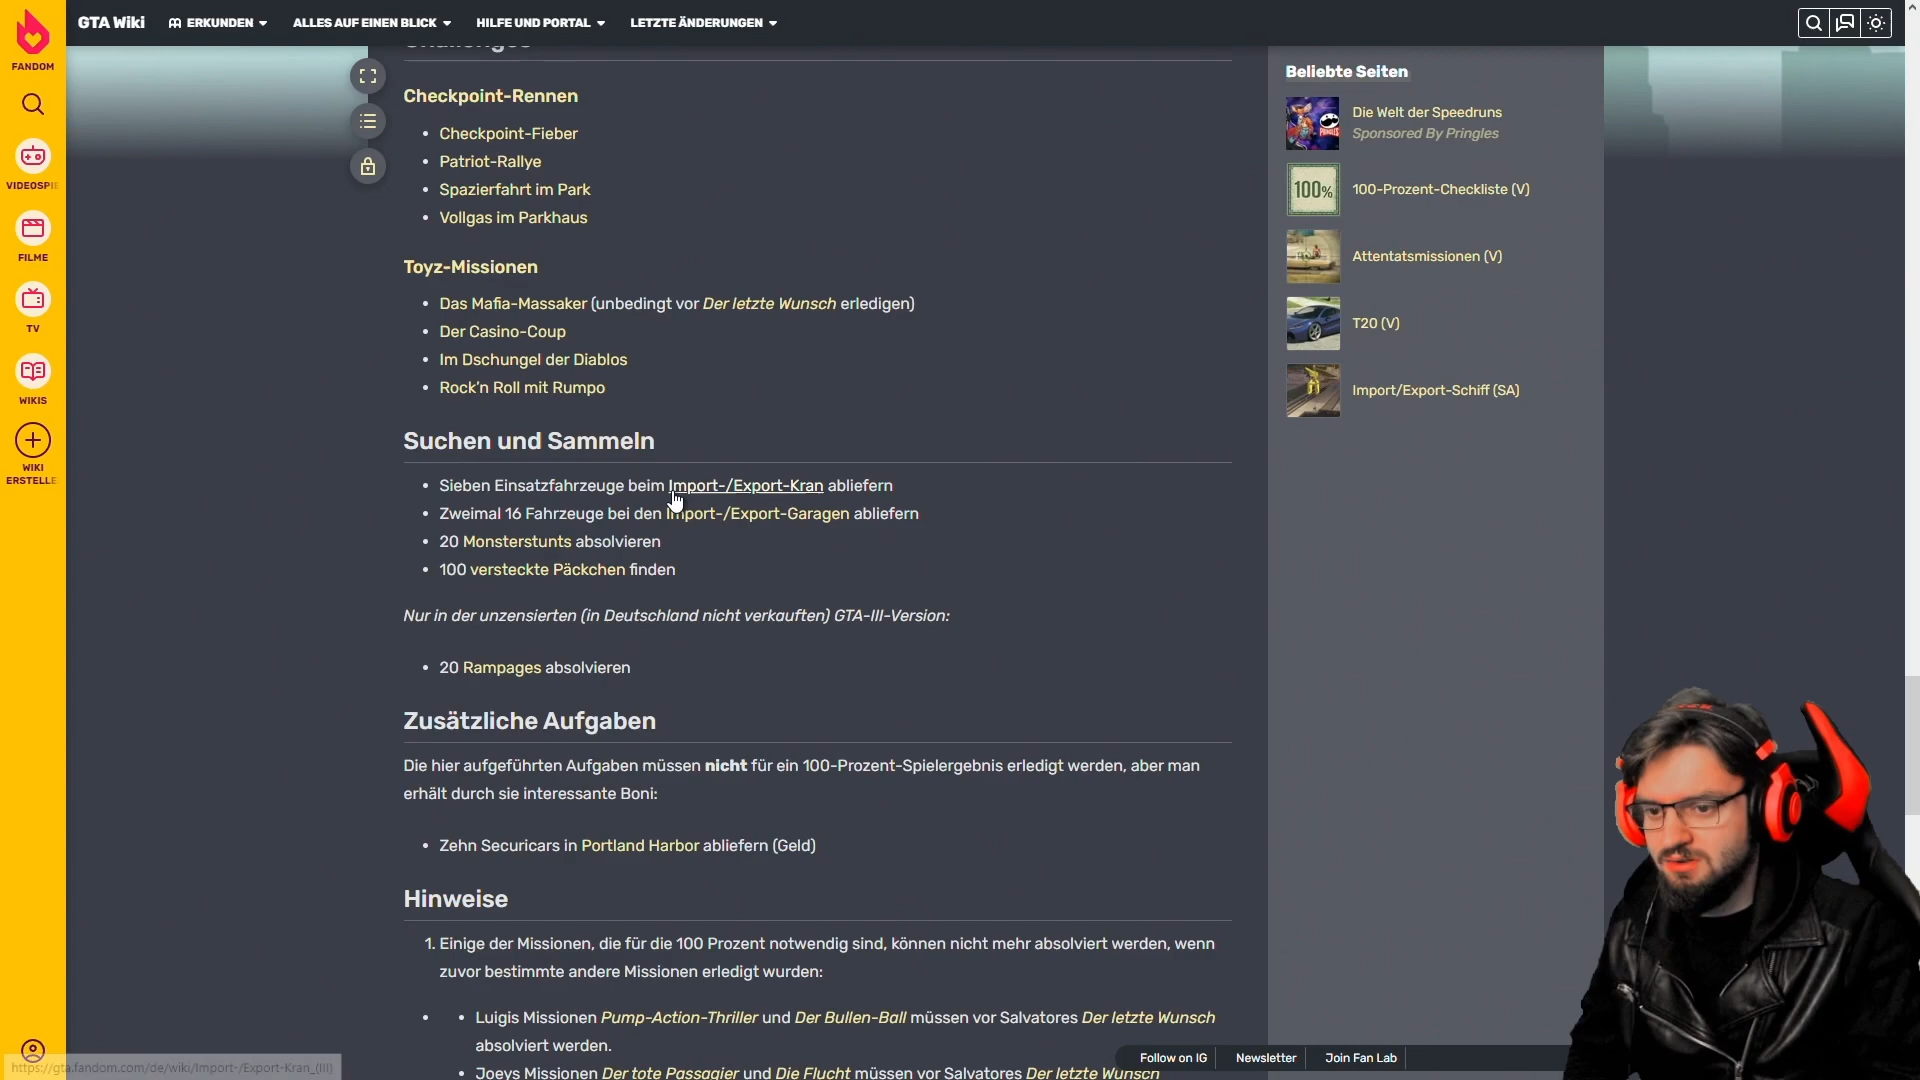 GTA Wiki
ERKUNDEN
ALLES AUF EINEN BLICK
HILFE UND PORTAL
LETZTE ÄNDERUNGEN
FANDOM
VIDEOSPIE
FILME
TV
WIKIS
WIKI
ERSTELLE
Challenges
Checkpoint-Rennen
Checkpoint-Fieber
Patriot-Rallye
Spazierfahrt im Park
Vollgas im Parkhaus
Toyz-Missionen
Das Mafia-Massaker (unbedingt vor Der letzte Wunsch erledigen)
Der Casino-Coup
Im Dschungel der Diablos
Rock'n Roll mit Rumpo
Suchen und Sammeln
Sieben Einsatzfahrzeuge beim Import-/Export-Kran abliefern
Zweimal 16 Fahrzeuge bei den Import-/Export-Garagen abliefern
20 Monsterstunts absolvieren
100 versteckte Päckchen finden
Nur in der unzensierten (in Deutschland nicht verkauften) GTA-III-Version:
20 Rampages absolvieren
Zusätzliche Aufgaben
Die hier aufgeführten Aufgaben müssen nicht für ein 100-Prozent-Spielergebnis erledigt werden, aber man
erhält durch sie interessante Boni:
Zehn Securicars in Portland Harbor abliefern (Geld)
Hinweise
1. Einige der Missionen, die für die 100 Prozent notwendig sind, können nicht mehr absolviert werden, wenn
zuvor bestimmte andere Missionen erledigt wurden:
Luigis Missionen Pump-Action-Thriller und Der Bullen-Ball müssen vor Salvatores Der letzte Wunsch
absolviert werden.
Joeys Missionen Der tote Passagier und Die Flucht müssen vor Salvatores Der letzte Wunsch
Beliebte Seiten
Die Welt der Speedruns
Sponsored By Pringles
100%
100-Prozent-Checkliste (V)
Attentatsmissionen (V)
T20 (V)
Import/Export-Schiff (SA)
Follow on IG
Newsletter
Join Fan Lab
https://gta.fandom.com/de/wiki/Import-/Export-Kran_(III)